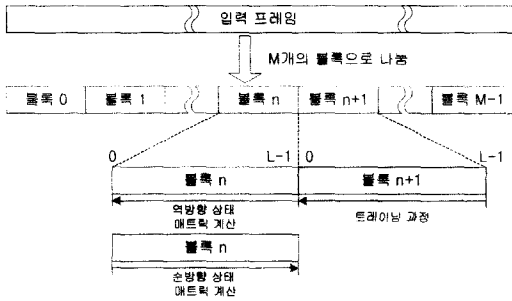 입력 프레임
M개의 블록으로 나눔
블록 0 블록 1 블록 n 블록 n+1 블록 M-1
0 L-1 0 L-1
블록 n 블록 n+1
역방향 상태
매트릭 계산
트레이닝 과정
블록 n
순방향 상태
매트릭 계산